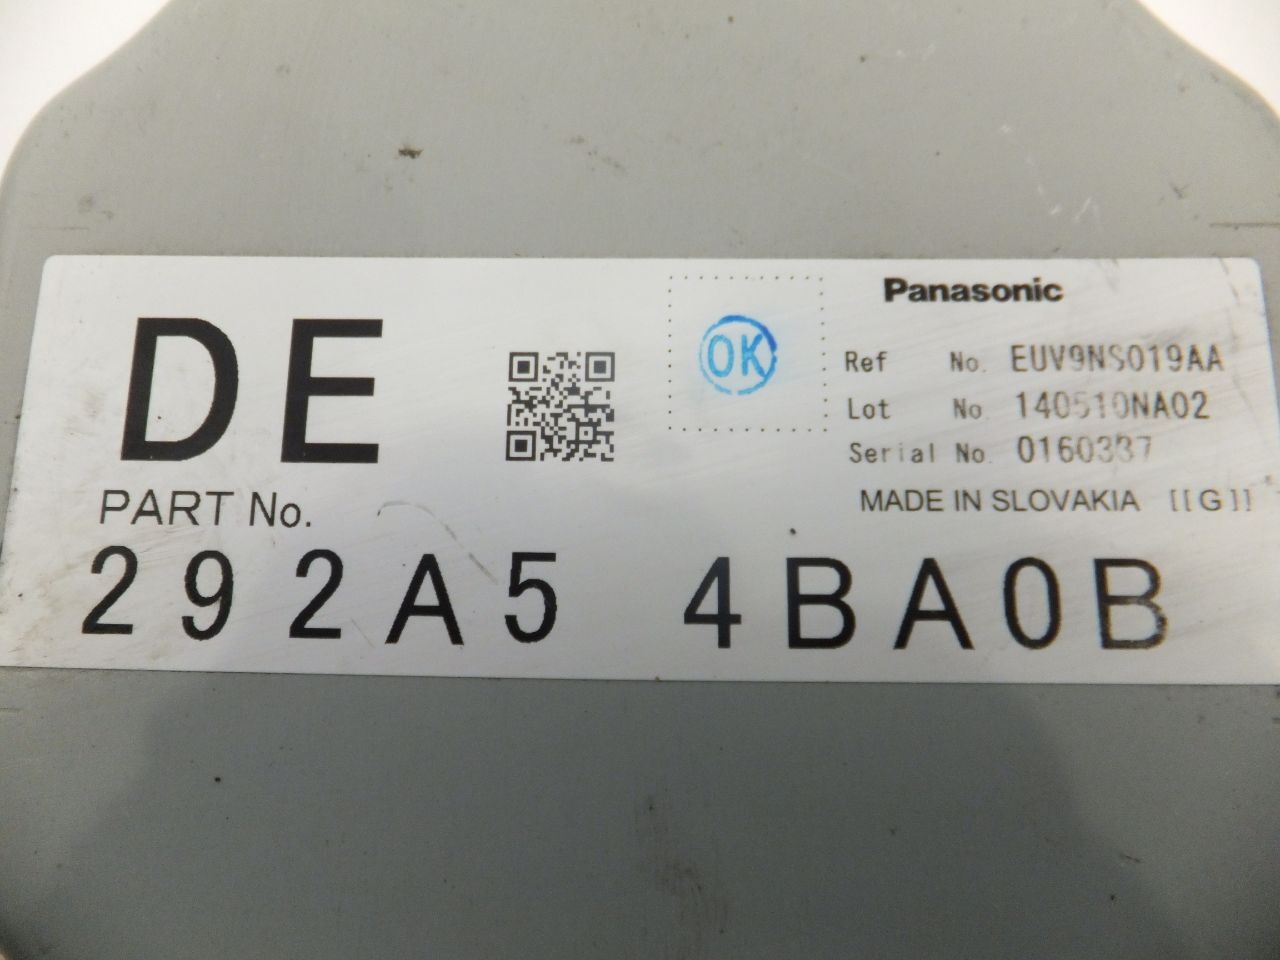 DE
OK
Panasonic
Ref No. EUV9NS019AA
Lot No. 140510NA02
Serial No. 0160337
MADE IN SLOVAKIA [[G]]
PART No.
292A5 4BA0B